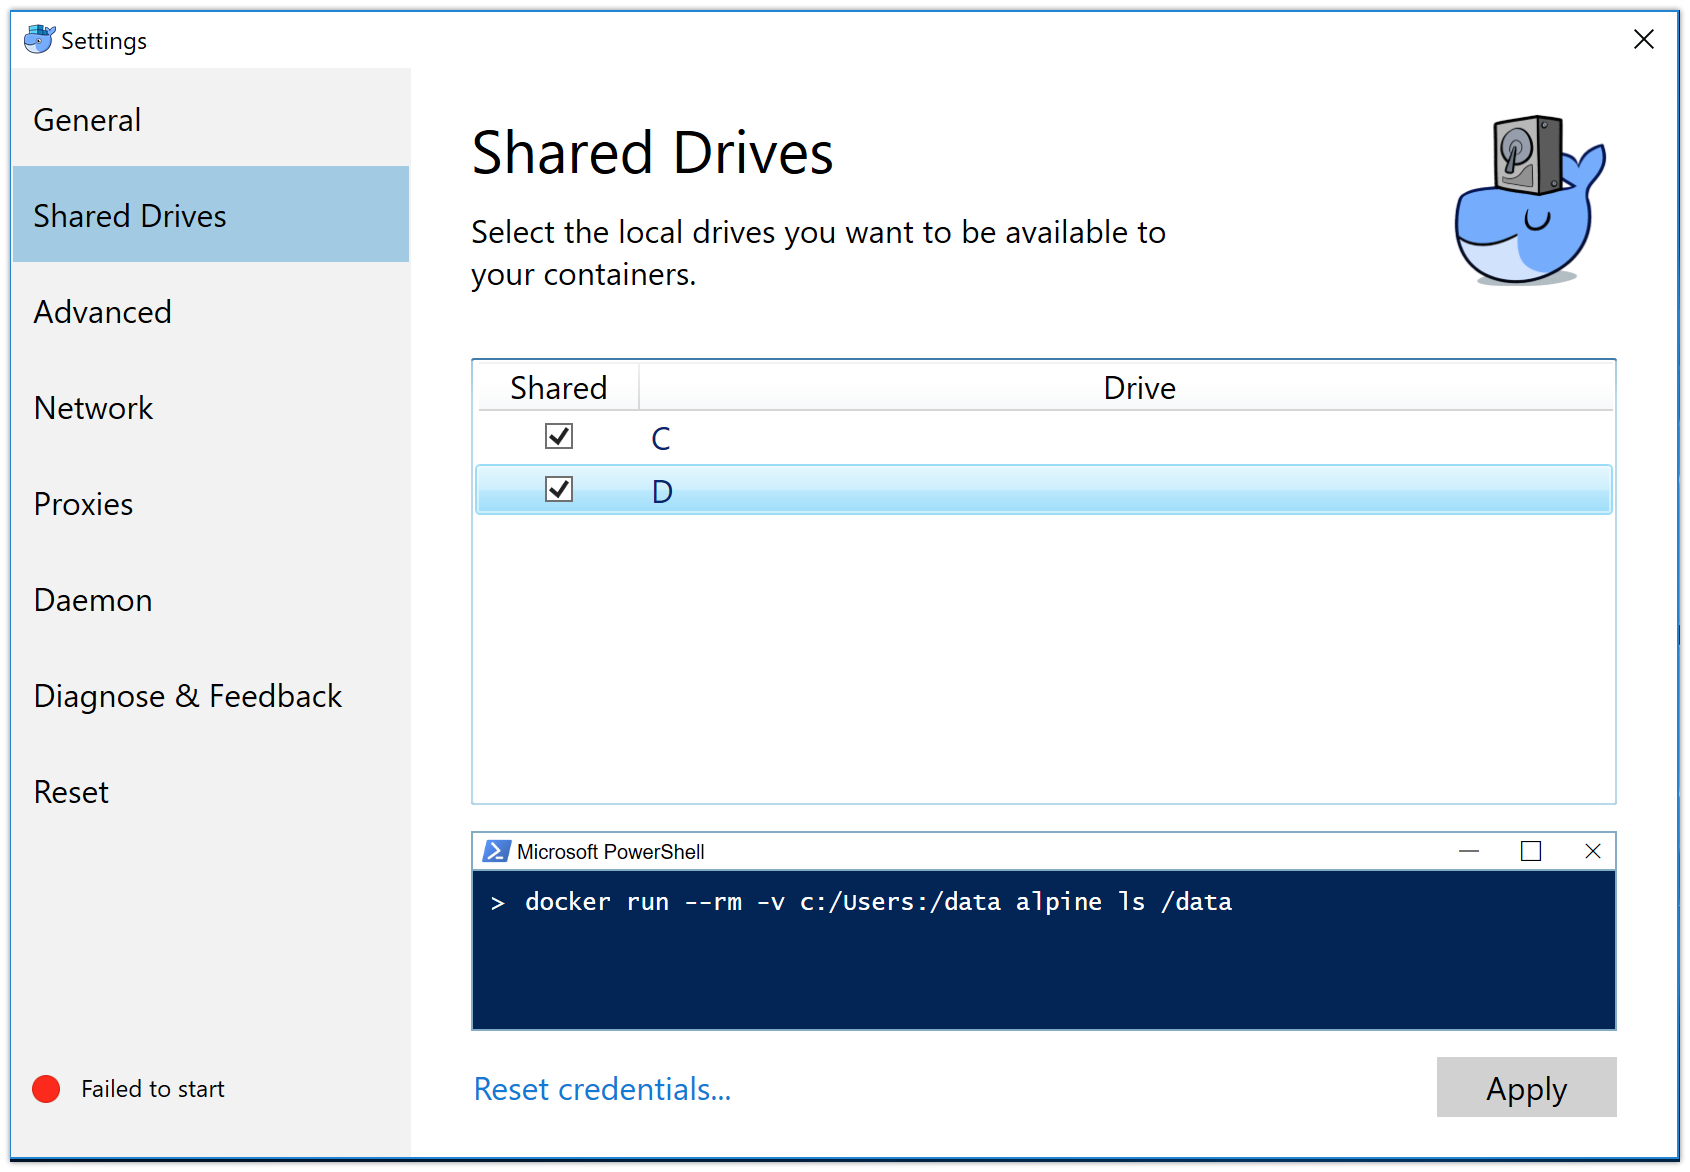 Settings
General
Shared Drives
Advanced
Network
Proxies
Daemon
Diagnose & Feedback
Reset
Failed to start
Shared Drives
Select the local drives you want to be available to
your containers.
Shared Drive
C
D
Microsoft PowerShell
> docker run --rm -v c:/Users:/data alpine ls /data
Reset credentials...
Apply